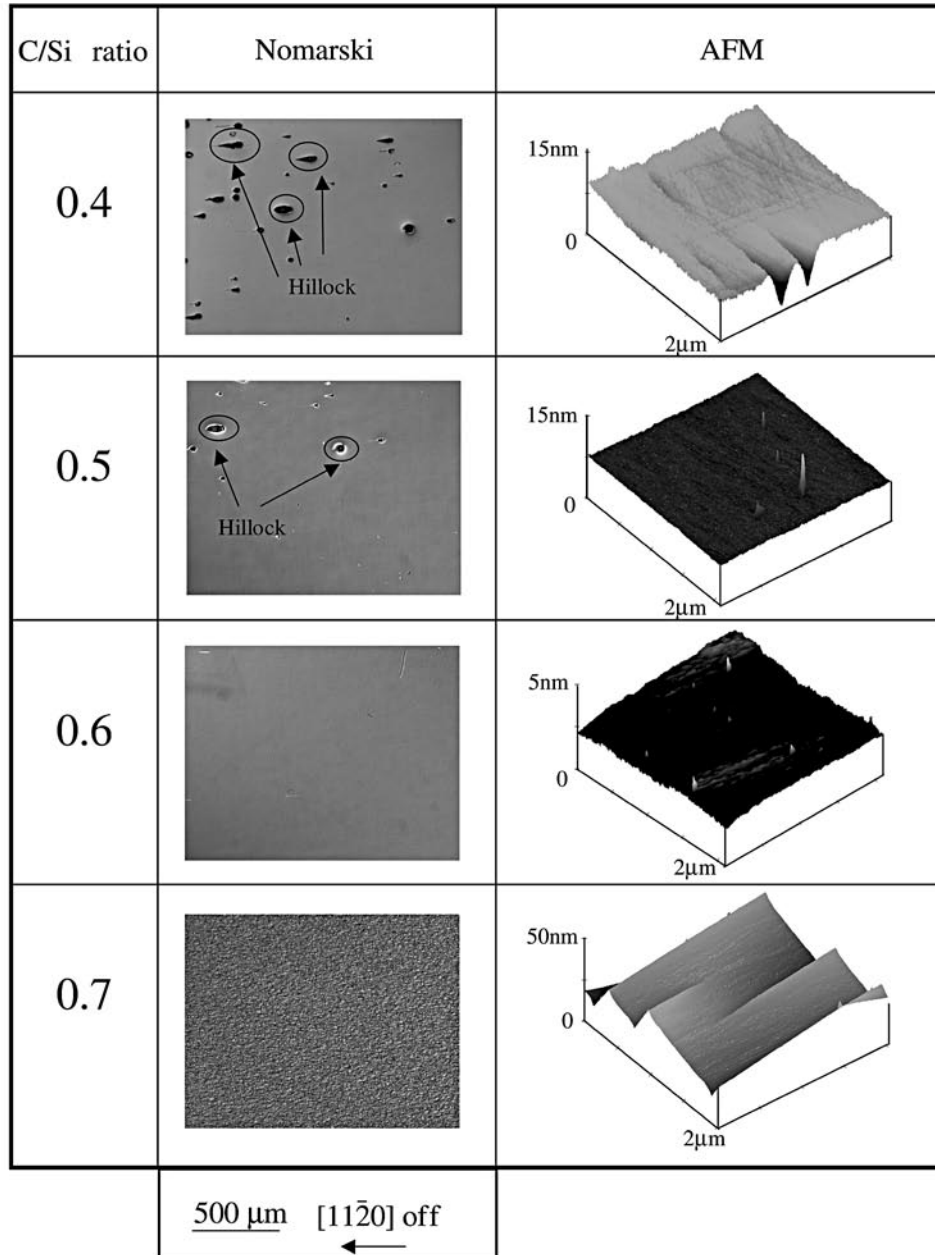 C/Si ratio Nomarski AFM
0.4
Hillock
15nm
0
2μm
0.5
Hillock
15nm
0
2μm
0.6
5nm
0
2μm
0.7
50nm
0
2μm
500 μm [112̄0] off